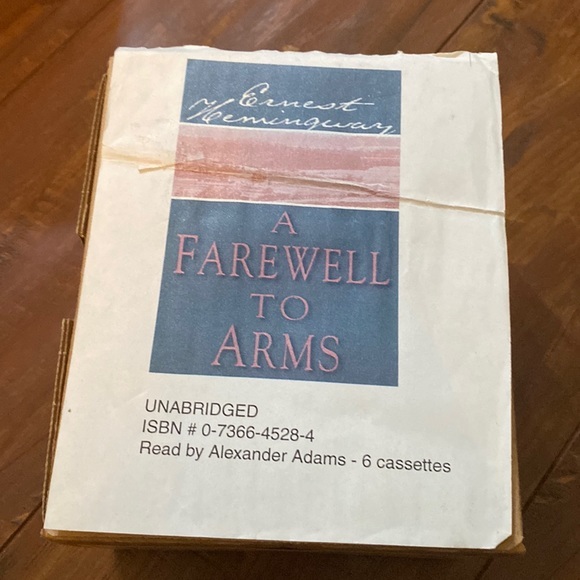 Ernest
Hemingway
A
FAREWELL
TO
ARMS
UNABRIDGED
ISBN # 0-7366-4528-4
Read by Alexander Adams - 6 cassettes